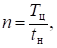 n = Tц / tн ,